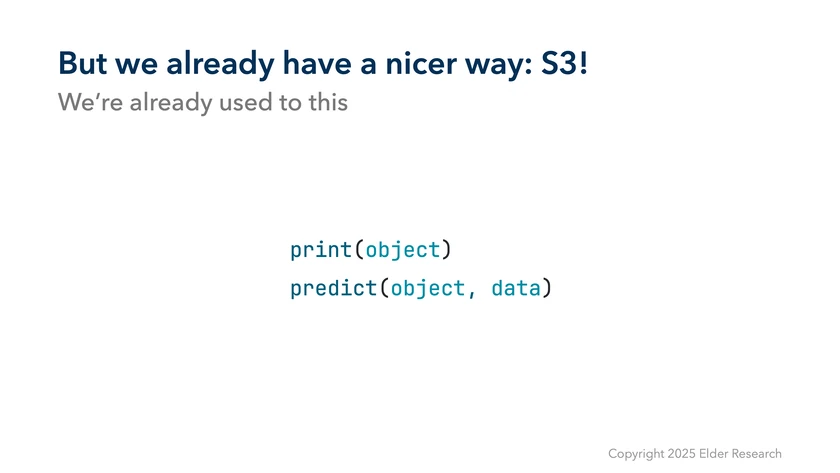 But we already have a nicer way: S3!
We’re already used to this
print(object)
predict(object, data)
Copyright 2025 Elder Research